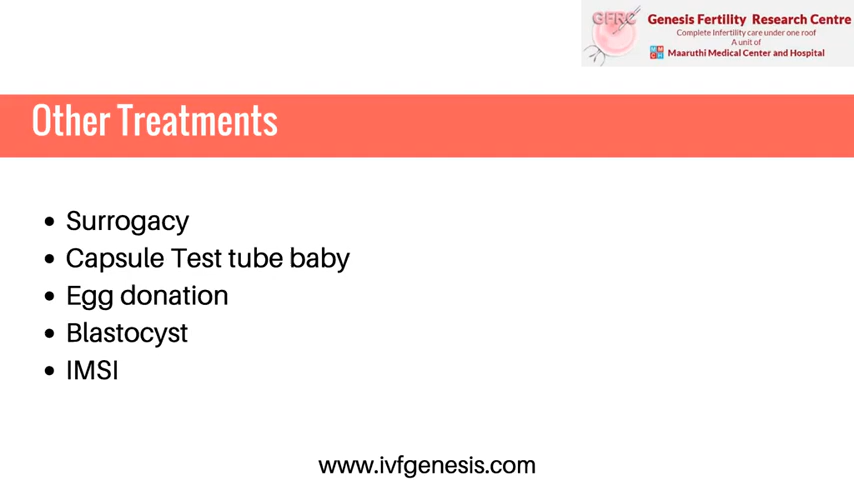 GFRC
Genesis Fertility Research Centre
Complete Infertility care under one roof
A unit of
MMCH
Maaruthi Medical Center and Hospital
Other Treatments
• Surrogacy
• Capsule Test tube baby
• Egg donation
• Blastocyst
• IMSI
www.ivfgenesis.com